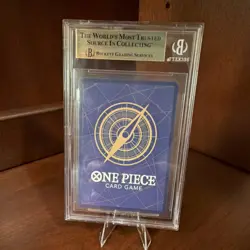 The World's Most Trusted
Source in Collecting
Beckett Grading Services
ONE PIECE
CARD GAME